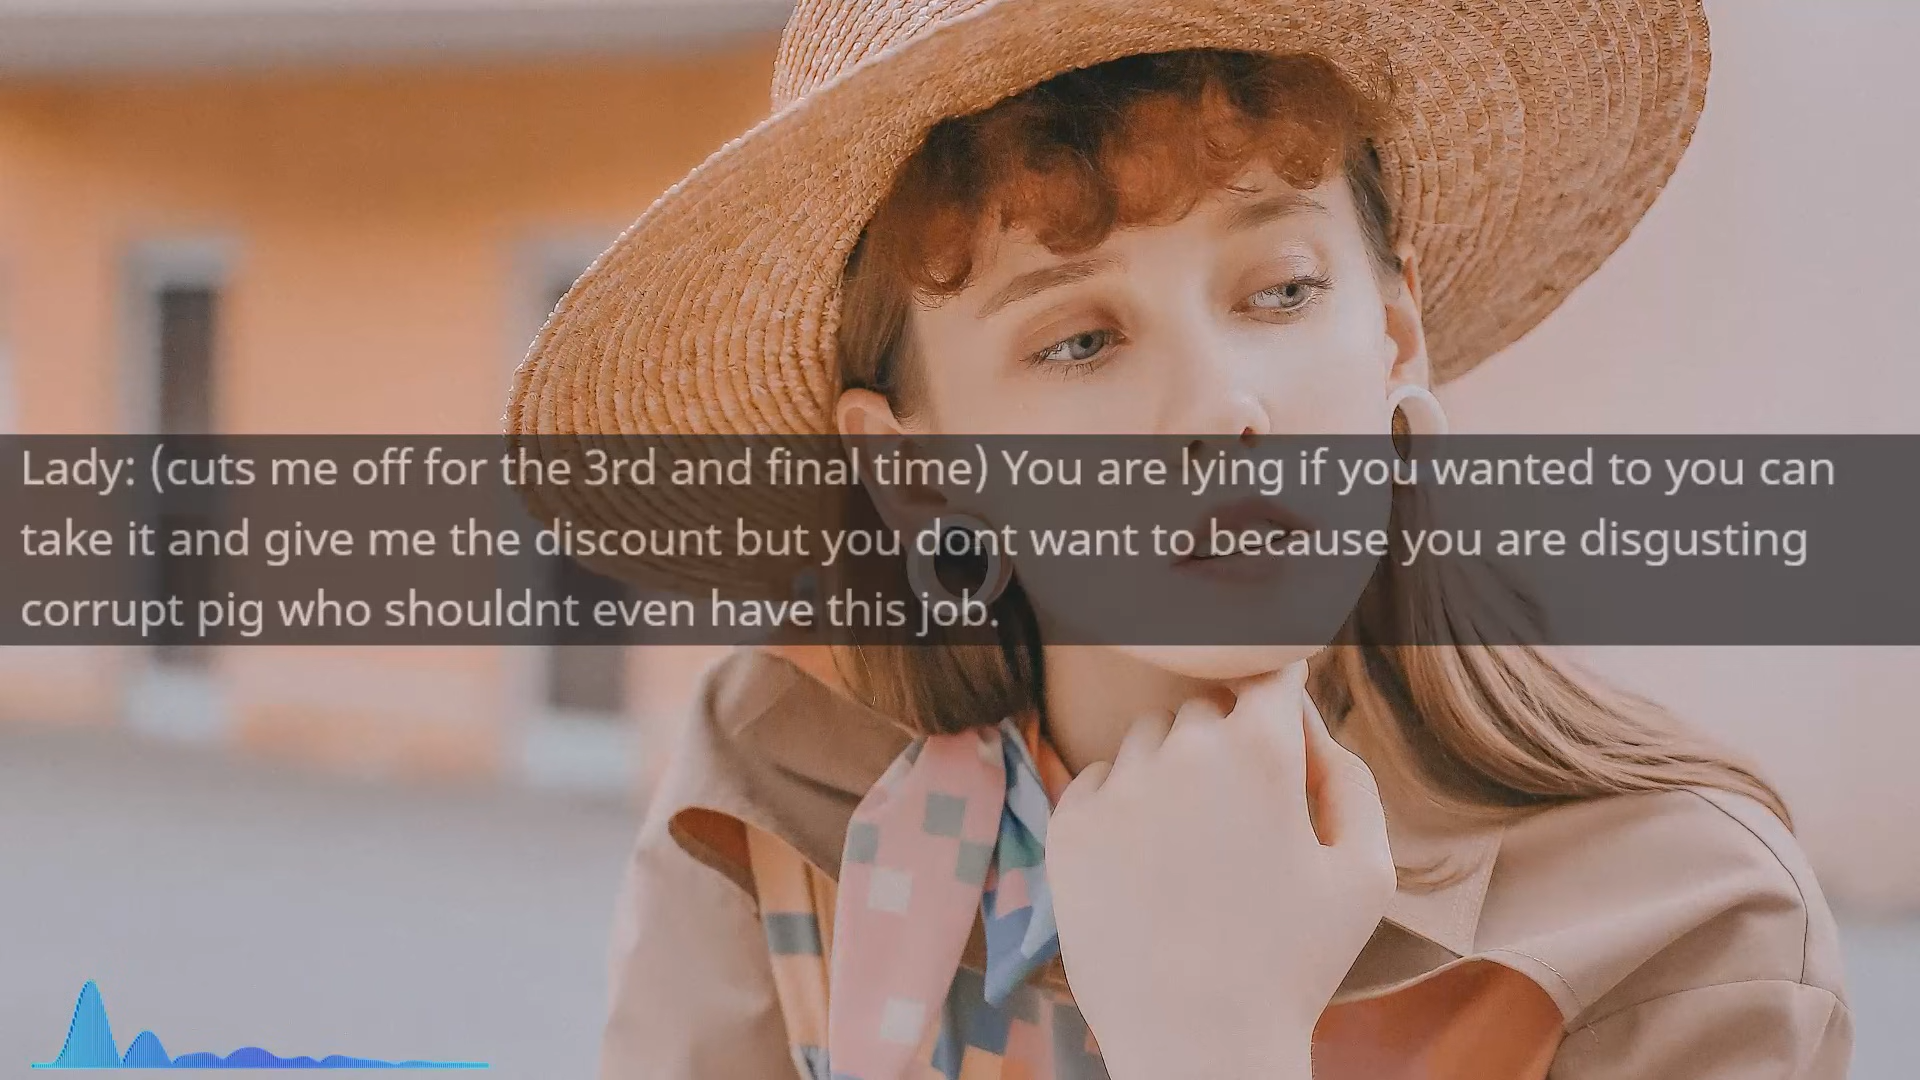 Lady: (cuts me off for the 3rd and final time) You are lying if you wanted to you can
take it and give me the discount but you dont want to because you are disgusting
corrupt pig who shouldnt even have this job.